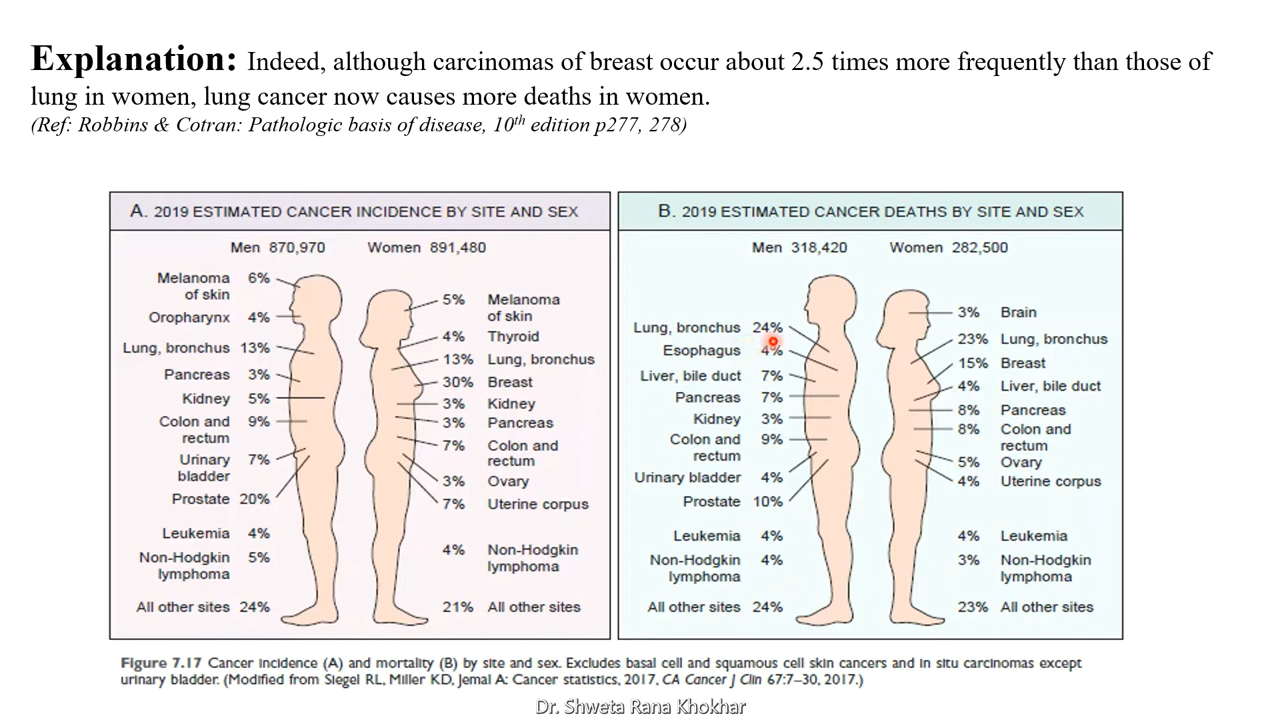 Explanation: Indeed, although carcinomas of breast occur about 2.5 times more frequently than those of
lung in women, lung cancer now causes more deaths in women.
(Ref: Robbins & Cotran: Pathologic basis of disease, 10th edition p277, 278)
A. 2019 ESTIMATED CANCER INCIDENCE BY SITE AND SEX
Men 870,970 Women 891,480
Melanoma 6%
of skin
Oropharynx 4%
Lung, bronchus 13%
Pancreas 3%
Kidney 5%
Colon and 9%
rectum
Urinary 7%
bladder
Prostate 20%
Leukemia 4%
Non-Hodgkin 5%
lymphoma
All other sites 24%
5% Melanoma
of skin
4% Thyroid
13% Lung, bronchus
30% Breast
3% Kidney
3% Pancreas
7% Colon and
rectum
3% Ovary
7% Uterine corpus
4% Non-Hodgkin
lymphoma
21% All other sites
B. 2019 ESTIMATED CANCER DEATHS BY SITE AND SEX
Men 318,420 Women 282,500
Lung, bronchus 24%
Esophagus 4%
Liver, bile duct 7%
Pancreas 7%
Kidney 3%
Colon and 9%
rectum
Urinary bladder 4%
Prostate 10%
Leukemia 4%
Non-Hodgkin 4%
lymphoma
All other sites 24%
3% Brain
23% Lung, bronchus
15% Breast
4% Liver, bile duct
8% Pancreas
8% Colon and
rectum
5% Ovary
4% Uterine corpus
4% Leukemia
3% Non-Hodgkin
lymphoma
23% All other sites
Figure 7.17 Cancer incidence (A) and mortality (B) by site and sex. Excludes basal cell and squamous cell skin cancers and in situ carcinomas except
urinary bladder. (Modified from Siegel RL, Miller KD, Jemal A: Cancer statistics, 2017, CA Cancer J Clin 67:7–30, 2017.)
Dr. Shweta Rana Khokhar